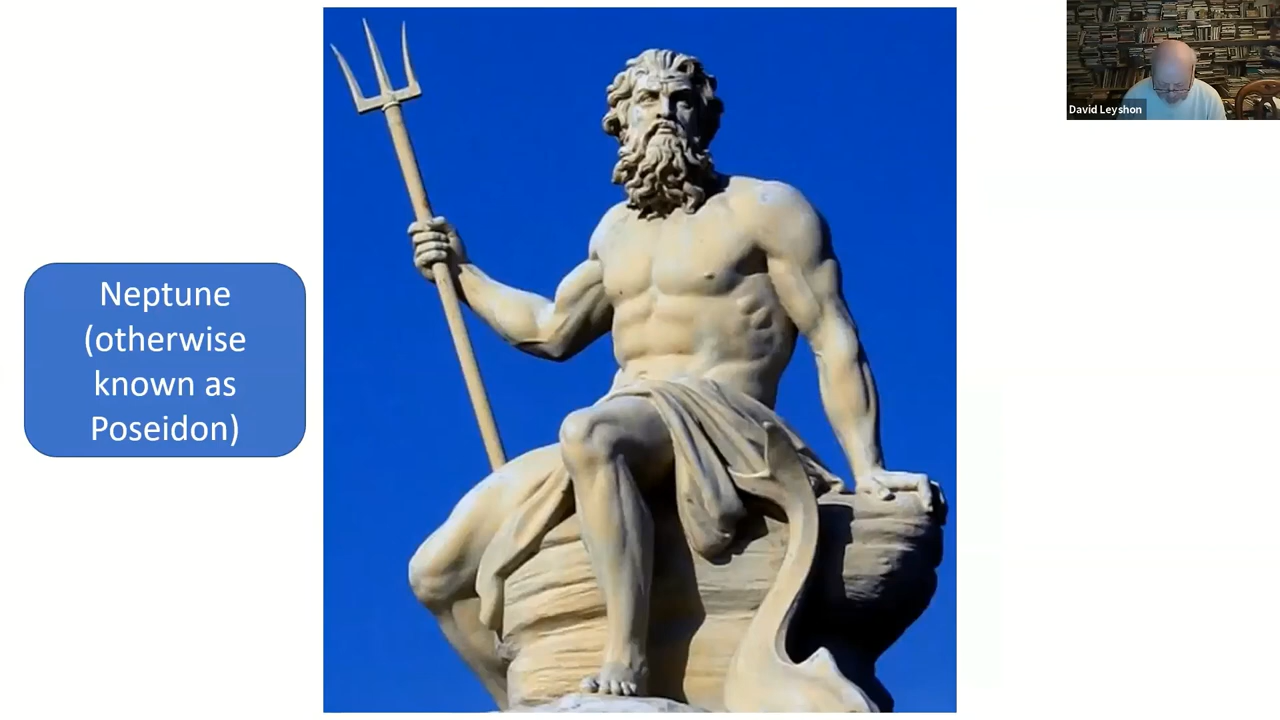 Neptune
(otherwise
known as
Poseidon)
David Leyshon